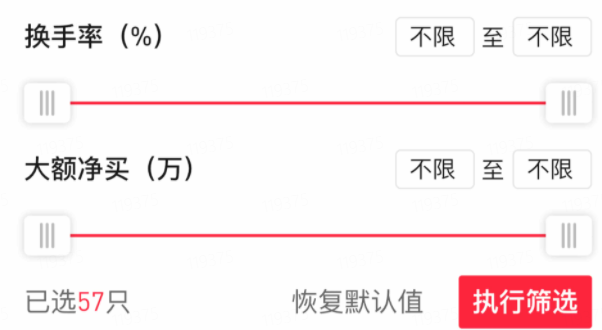 换手率（%） 不限 至 不限
大额净买（万） 不限 至 不限
已选57只 恢复默认值 执行筛选